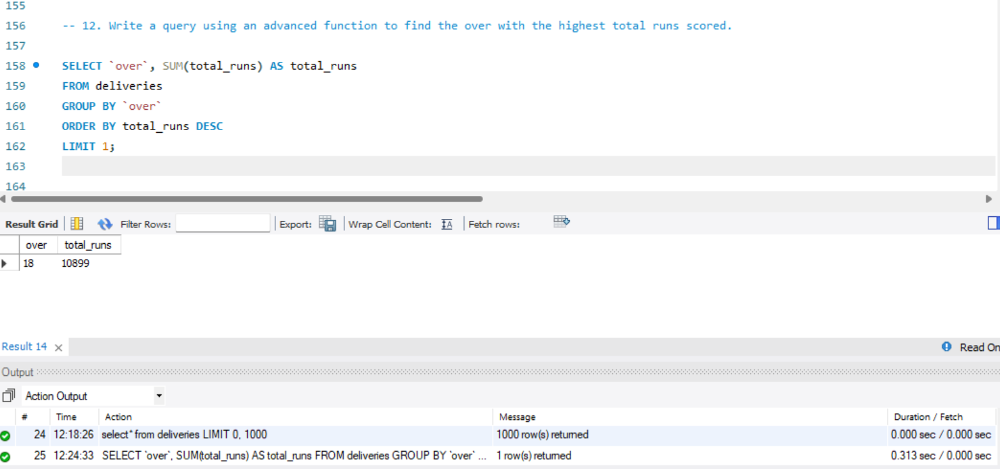 155
156 -- 12. Write a query using an advanced function to find the over with the highest total runs scored.
157
158 SELECT `over`, SUM(total_runs) AS total_runs
159 FROM deliveries
160 GROUP BY `over`
161 ORDER BY total_runs DESC
162 LIMIT 1;
163
164
Result Grid Filter Rows: Export: Wrap Cell Content: IA Fetch rows:
over total_runs
18 10899
Result 14 Read On
Output
Action Output
# Time Action Message Duration / Fetch
24 12:18:26 select* from deliveries LIMIT 0, 1000 1000 row(s) returned 0.000 sec / 0.000 sec
25 12:24:33 SELECT `over`, SUM(total_runs) AS total_runs FROM deliveries GROUP BY `over` ... 1 row(s) returned 0.313 sec / 0.000 sec